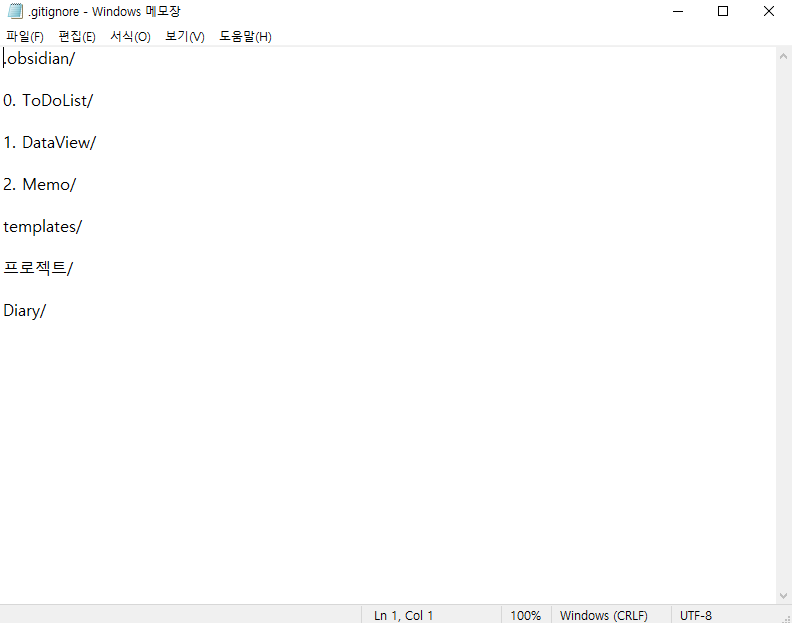 .gitignore - Windows 메모장
파일(F) 편집(E) 서식(O) 보기(V) 도움말(H)
.obsidian/
0. ToDoList/
1. DataView/
2. Memo/
templates/
프로젝트/
Diary/
Ln 1, Col 1 100% Windows (CRLF) UTF-8